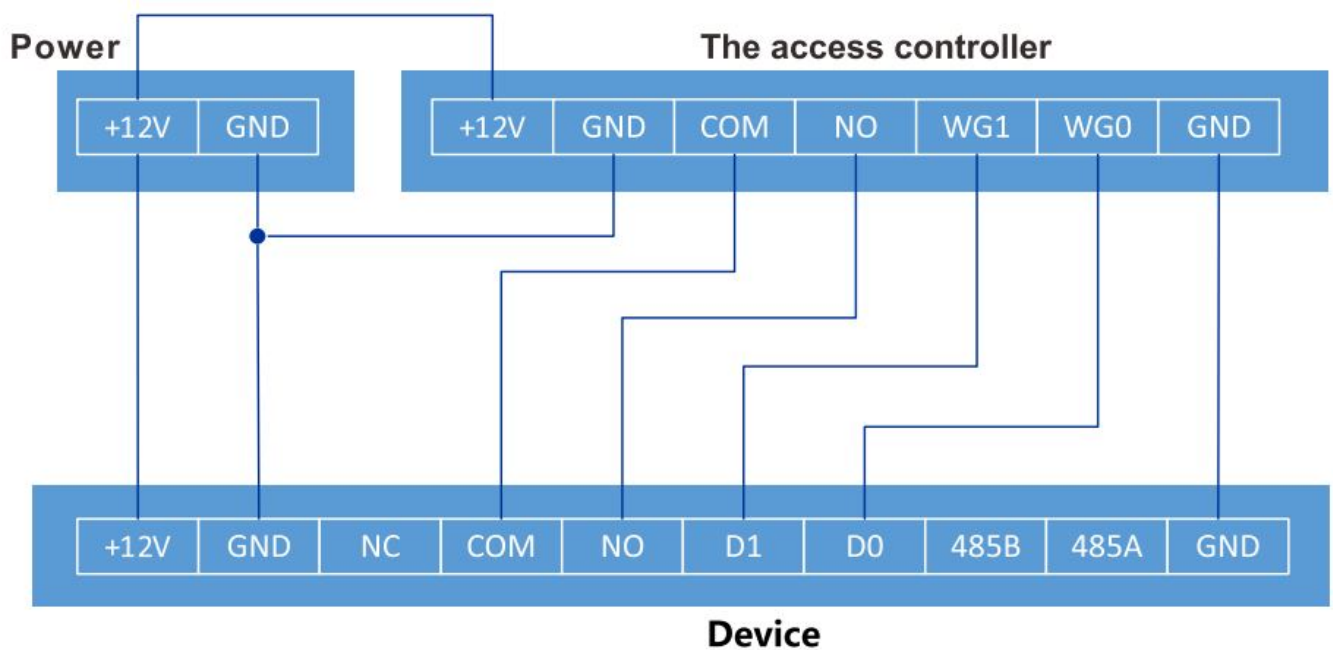 Power
The access controller
+12V GND
+12V GND COM NO WG1 WG0 GND
+12V GND NC COM NO D1 D0 485B 485A GND
Device